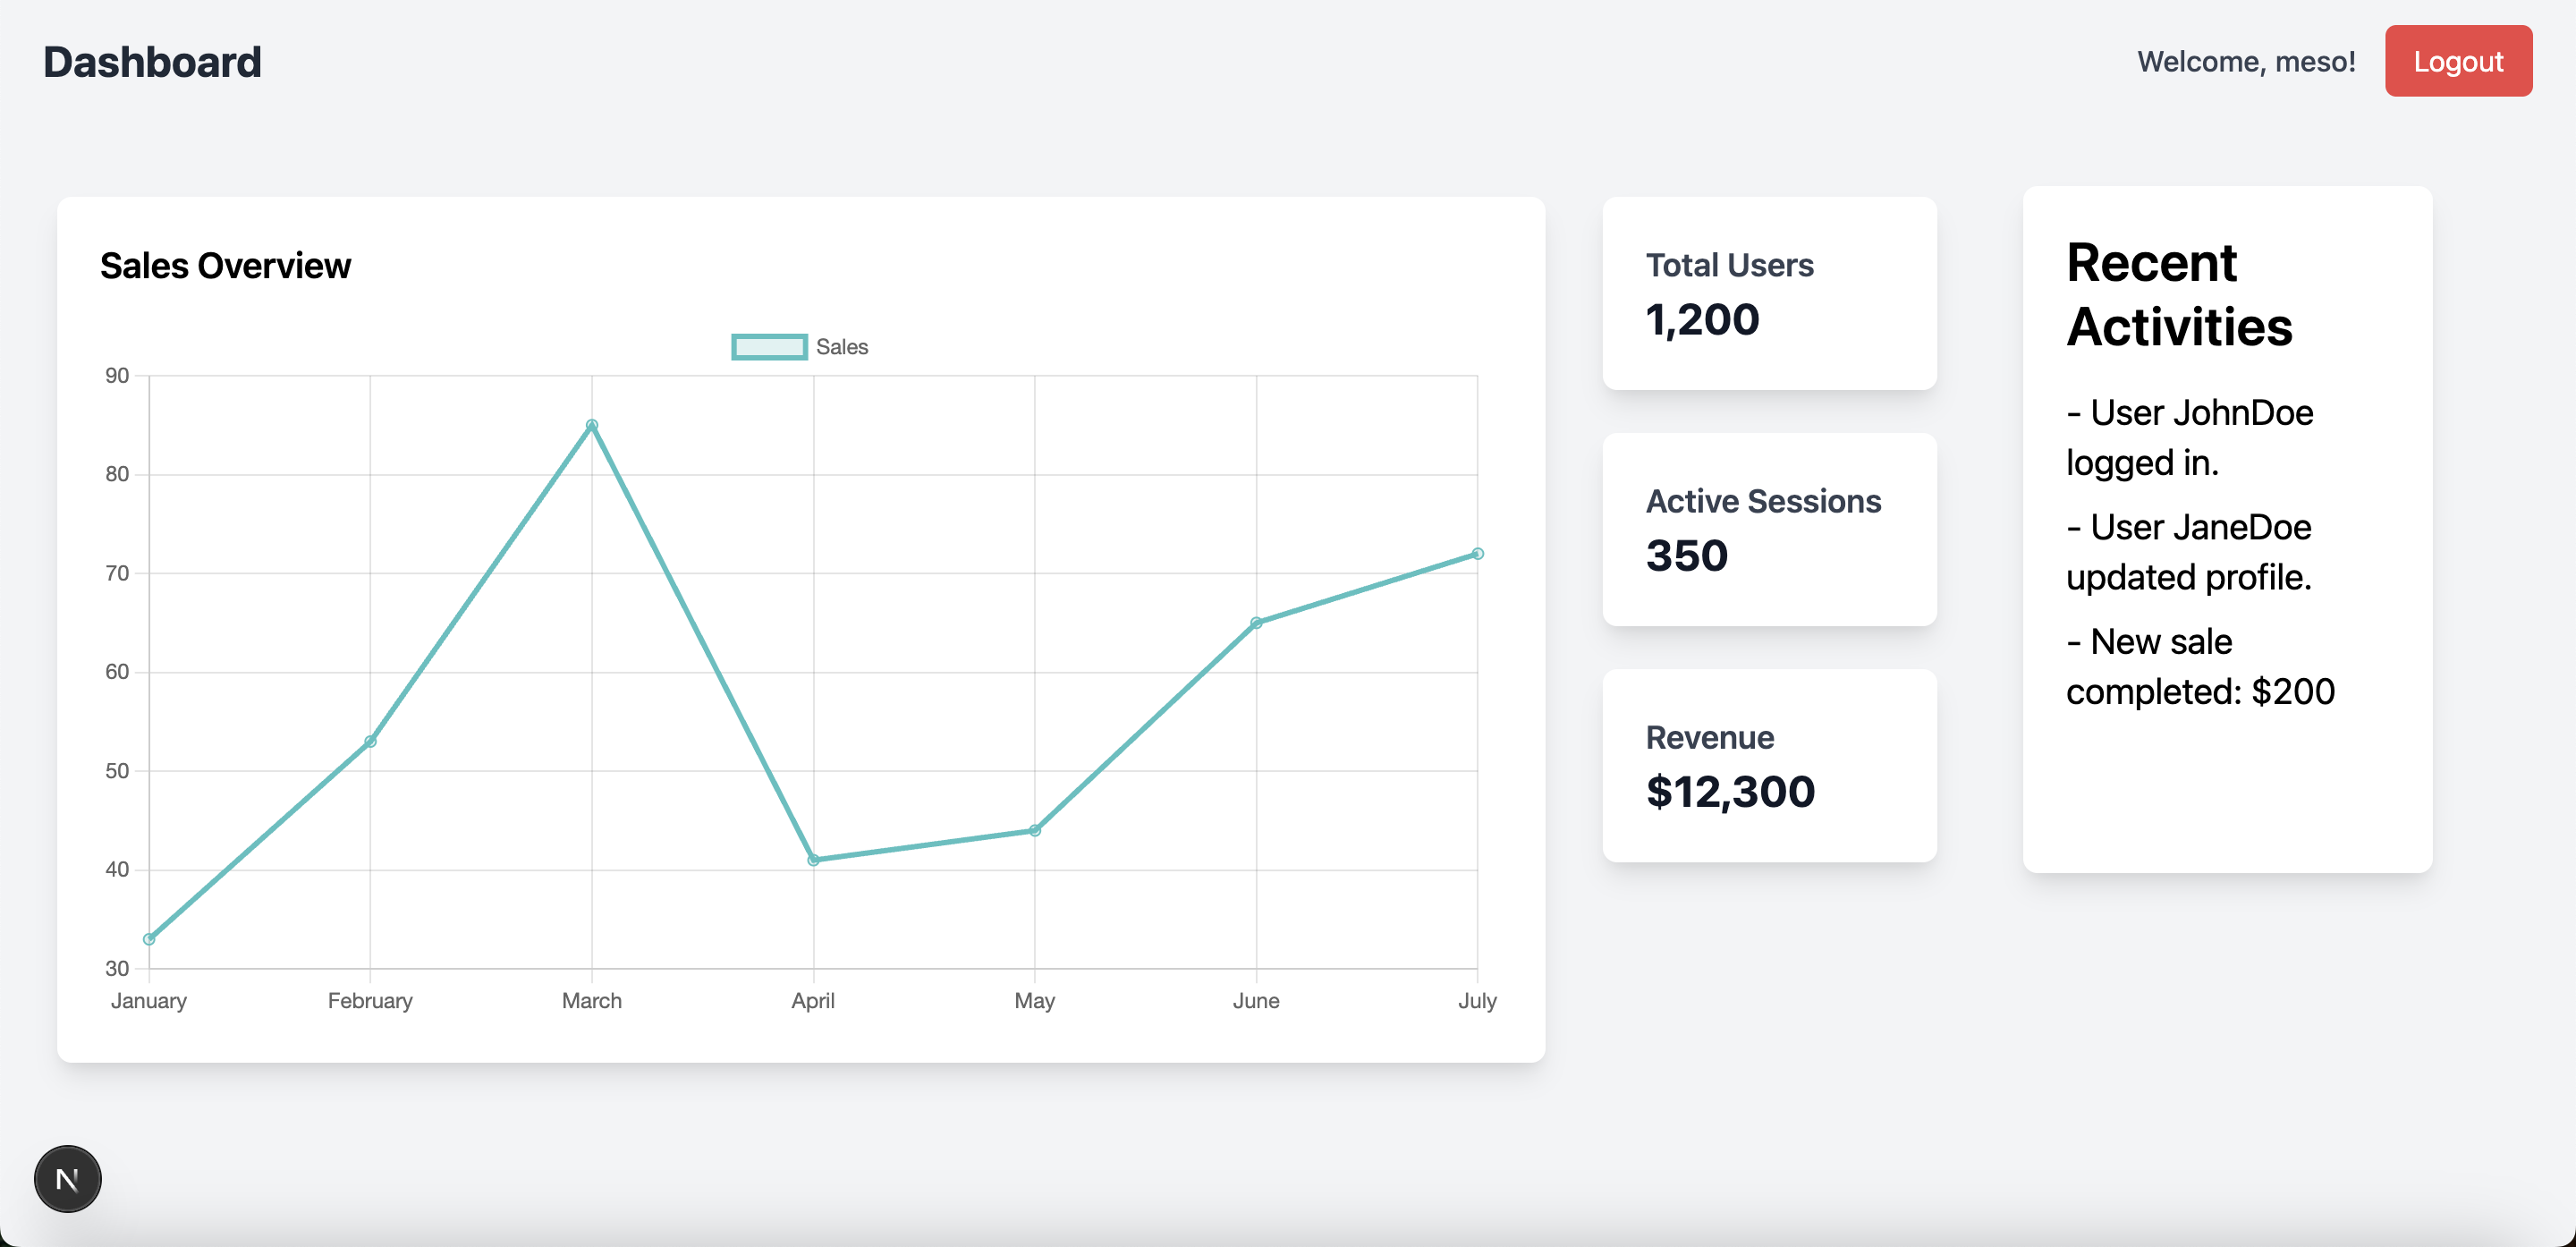 Dashboard
Welcome, meso!
Logout
Sales Overview
Sales
90
80
70
60
50
40
30
January
February
March
April
May
June
July
Total Users
1,200
Active Sessions
350
Revenue
$12,300
Recent
Activities
- User JohnDoe
logged in.
- User JaneDoe
updated profile.
- New sale
completed: $200
N